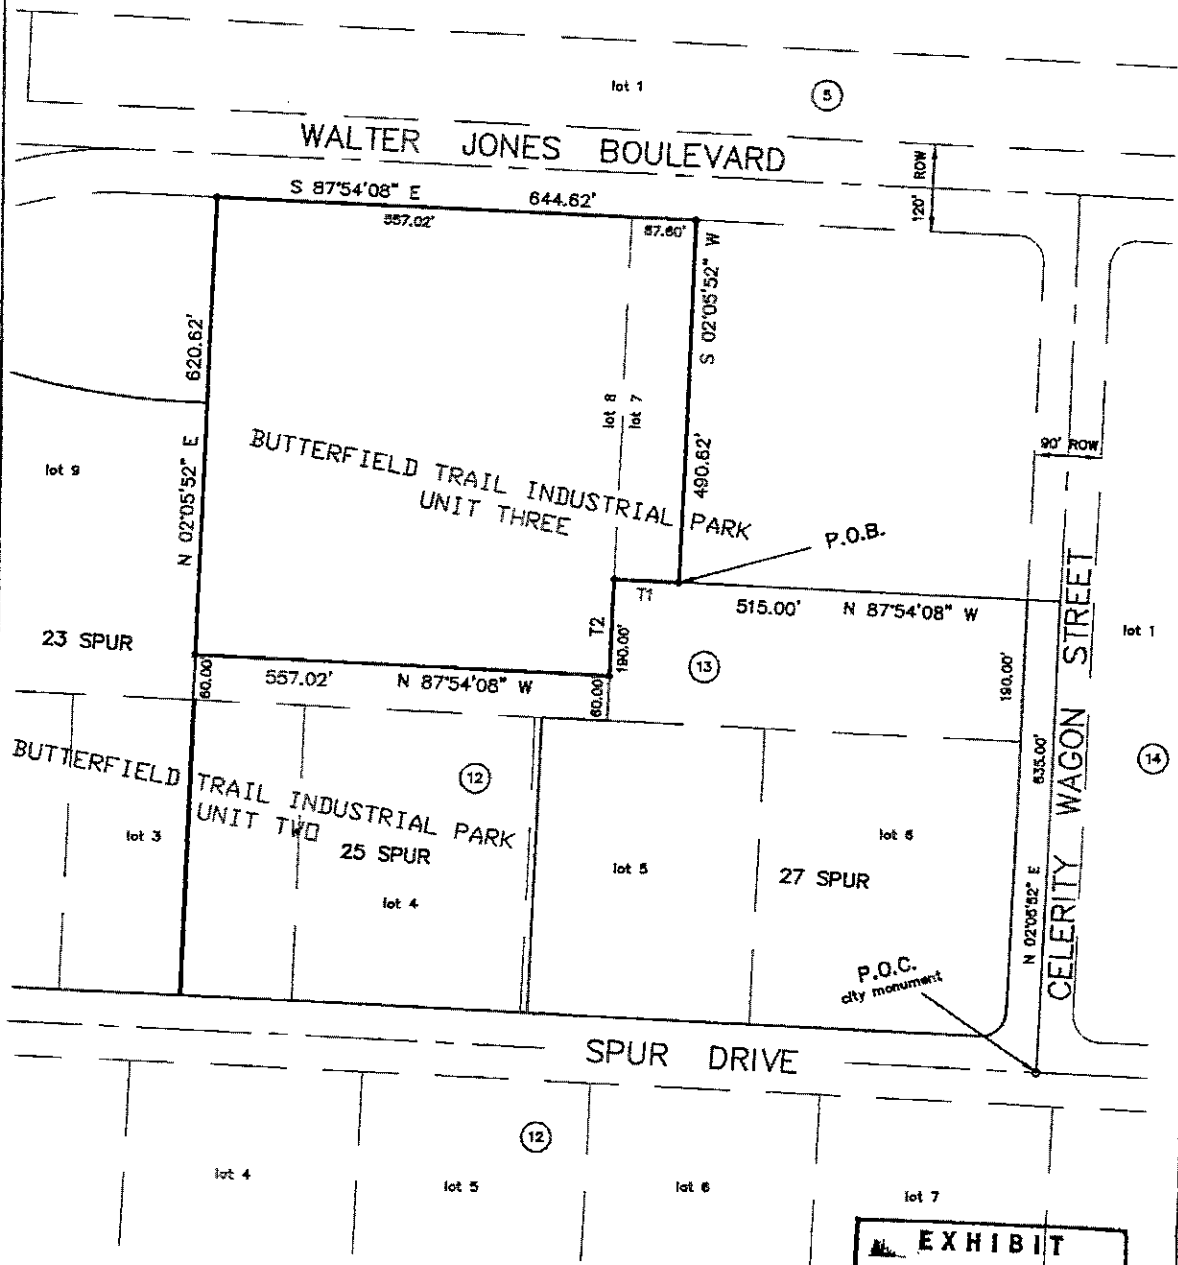 lot 1
5
WALTER JONES BOULEVARD
120' ROW
S 87°54'08" E 644.62'
557.02'
87.60'
S 02°05'52" W
490.62'
620.62'
N 02°05'52" E
lot 8
lot 7
90' ROW
lot 9
BUTTERFIELD TRAIL INDUSTRIAL PARK
UNIT THREE
P.O.B.
T1
515.00' N 87°54'08" W
T2
190.00'
23 SPUR
13
lot 1
190.00'
60.00'
557.02' N 87°54'08" W
60.00'
635.00'
CELERITY WAGON STREET
14
BUTTERFIELD TRAIL INDUSTRIAL PARK
UNIT TWO
12
lot 3
25 SPUR
lot 4
lot 5
27 SPUR
lot 6
N 02°05'52" E
P.O.C.
city monument
SPUR DRIVE
12
lot 4
lot 5
lot 6
lot 7
EXHIBIT